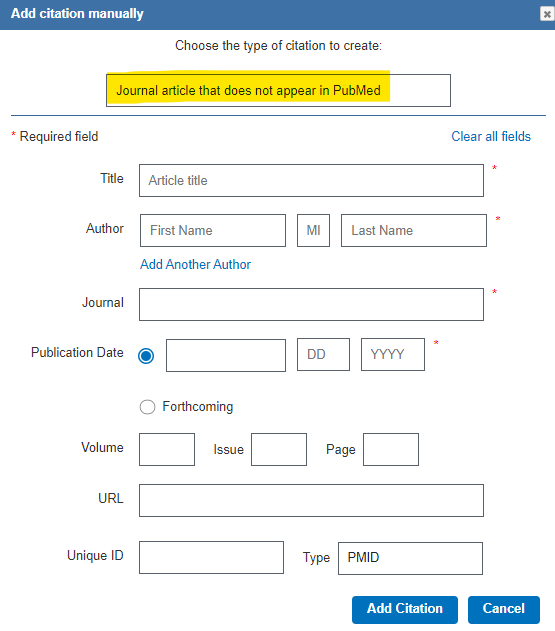 Add citation manually
Choose the type of citation to create:
Journal article that does not appear in PubMed
* Required field Clear all fields
Title Article title *
Author First Name MI Last Name *
Add Another Author
Journal *
Publication Date DD YYYY *
Forthcoming
Volume Issue Page
URL
Unique ID Type PMID
Add Citation Cancel